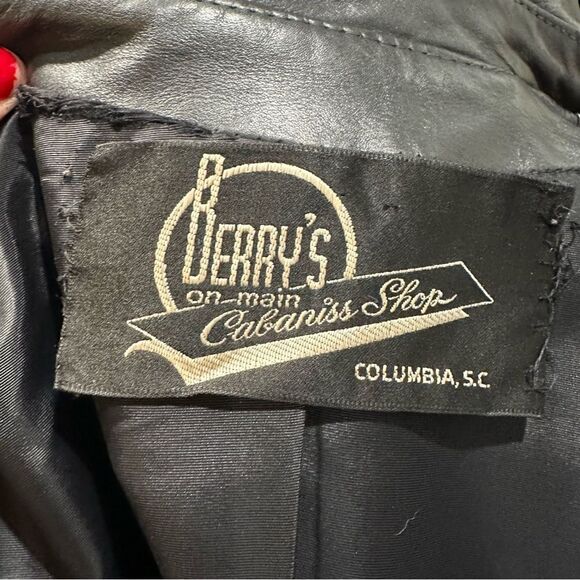 BERRY'S
on main
Cabaniss Shop
COLUMBIA, S.C.